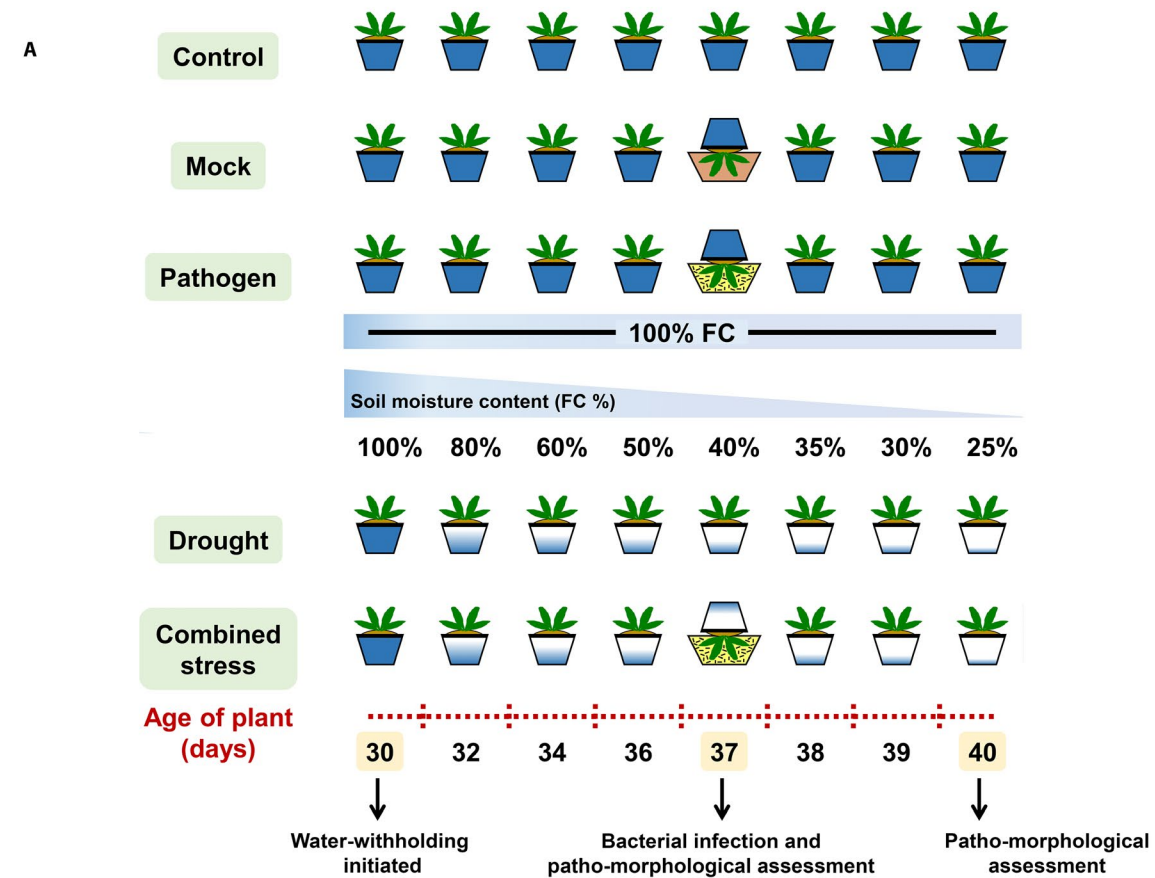 A
Control
Mock
Pathogen
100% FC
Soil moisture content (FC %)
100% 80% 60% 50% 40% 35% 30% 25%
Drought
Combined
stress
Age of plant
(days)
30 32 34 36 37 38 39 40
Water-withholding
initiated
Bacterial infection and
patho-morphological assessment
Patho-morphological
assessment